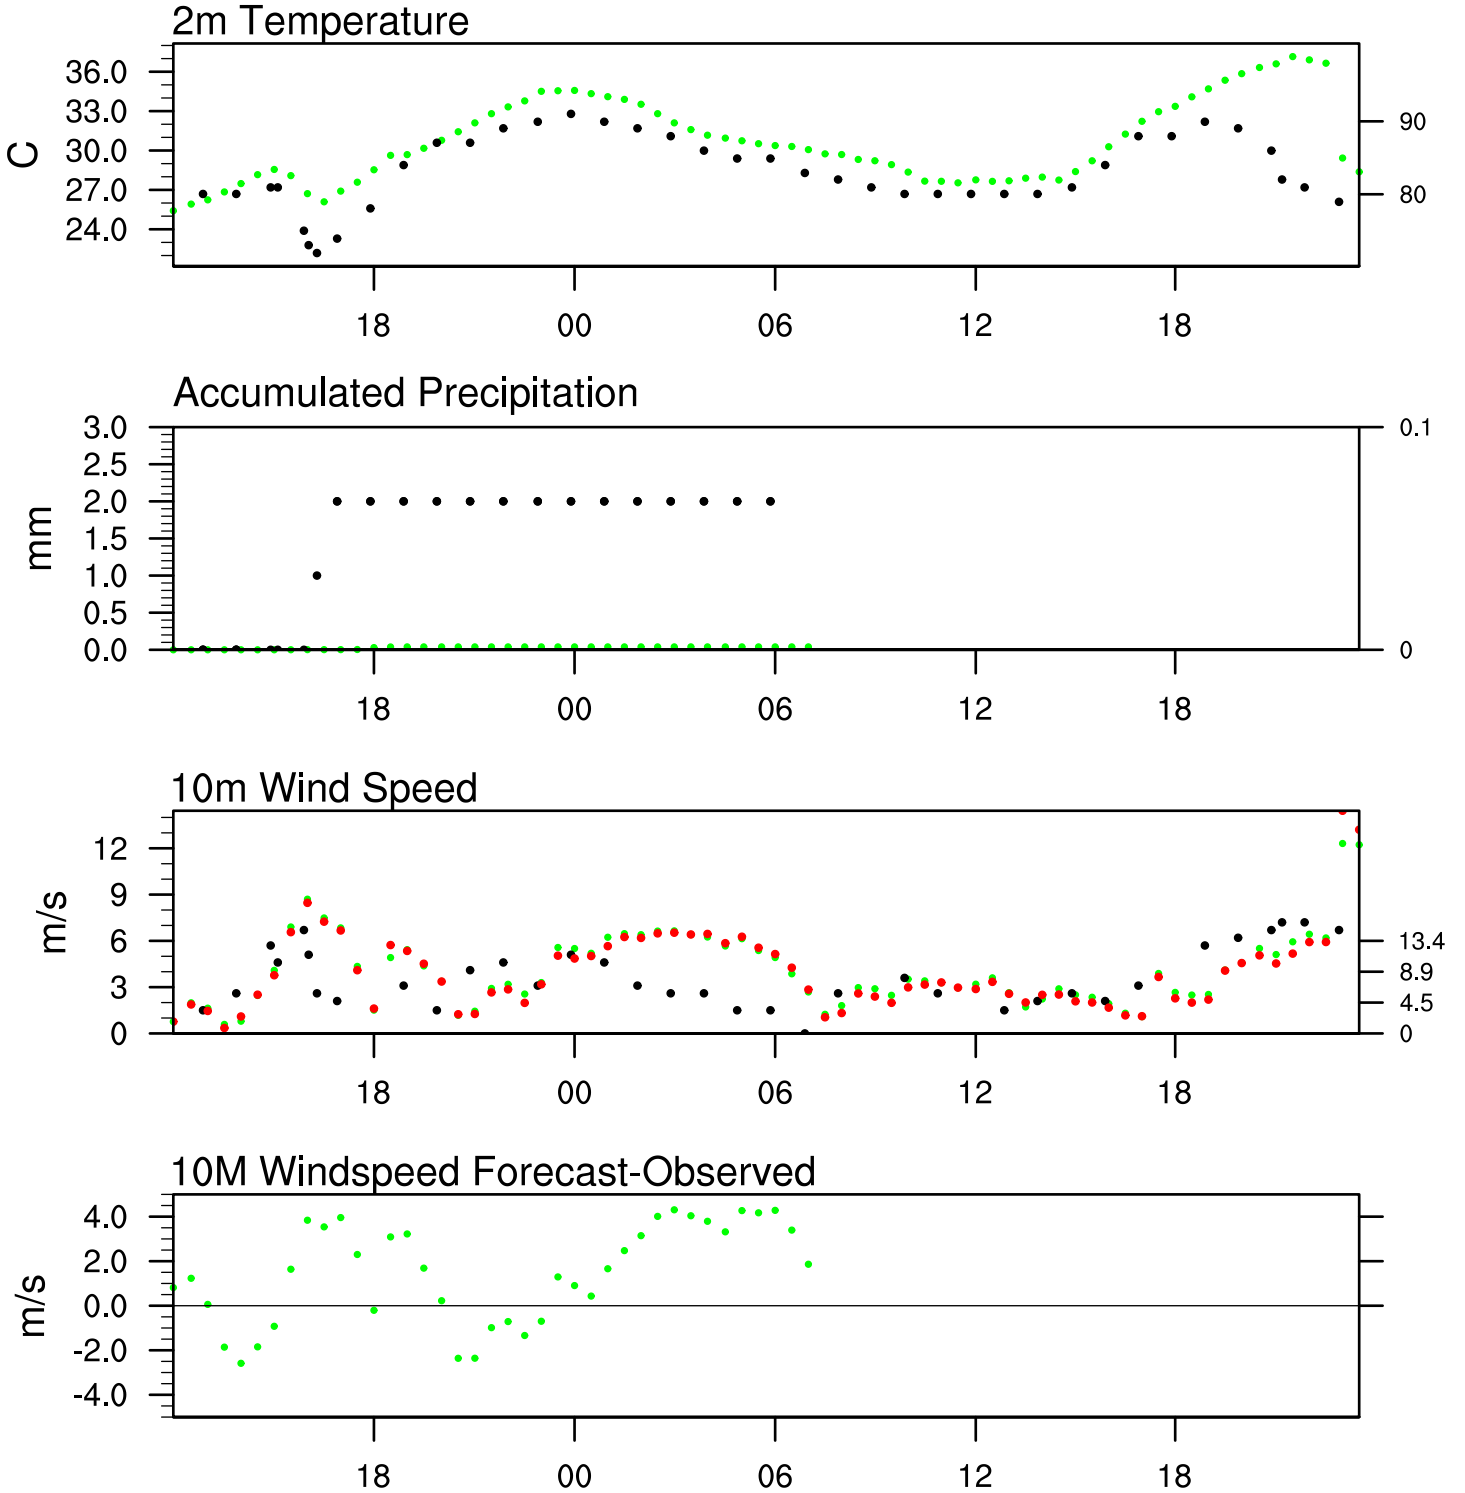 2m Temperature
36.0
33.0
30.0
27.0
24.0
C
90
80
18 00 06 12 18
Accumulated Precipitation
3.0
2.5
2.0
1.5
1.0
0.5
0.0
mm
0.1
0
18 00 06 12 18
10m Wind Speed
12
9
6
3
0
m/s
13.4
8.9
4.5
0
18 00 06 12 18
10M Windspeed Forecast-Observed
4.0
2.0
0.0
-2.0
-4.0
m/s
18 00 06 12 18